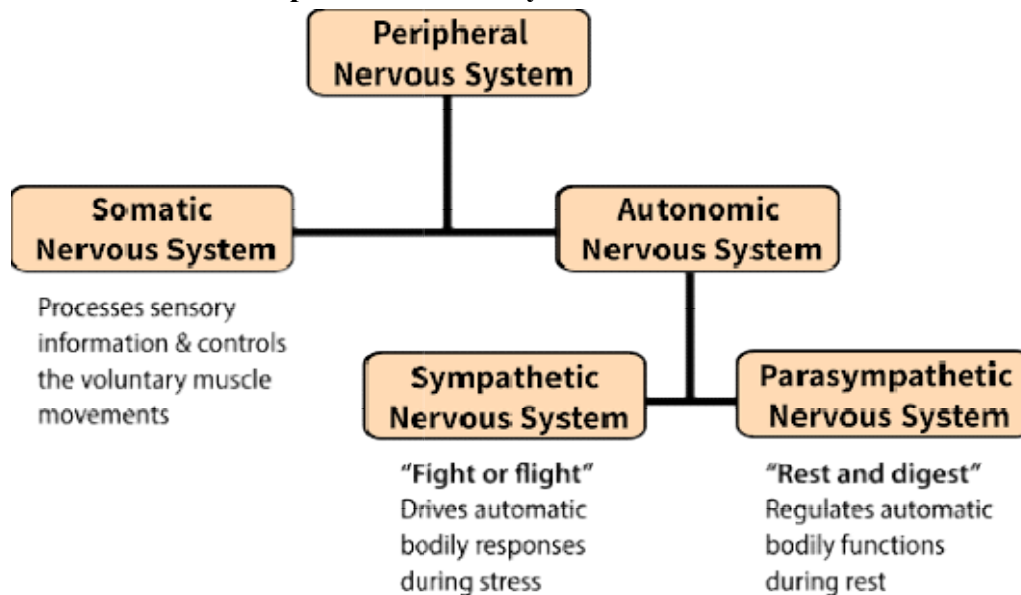 Peripheral
Nervous System
Somatic
Nervous System
Autonomic
Nervous System
Processes sensory
information & controls
the voluntary muscle
movements
Sympathetic
Nervous System
Parasympathetic
Nervous System
"Fight or flight"
Drives automatic
bodily responses
during stress
"Rest and digest"
Regulates automatic
bodily functions
during rest